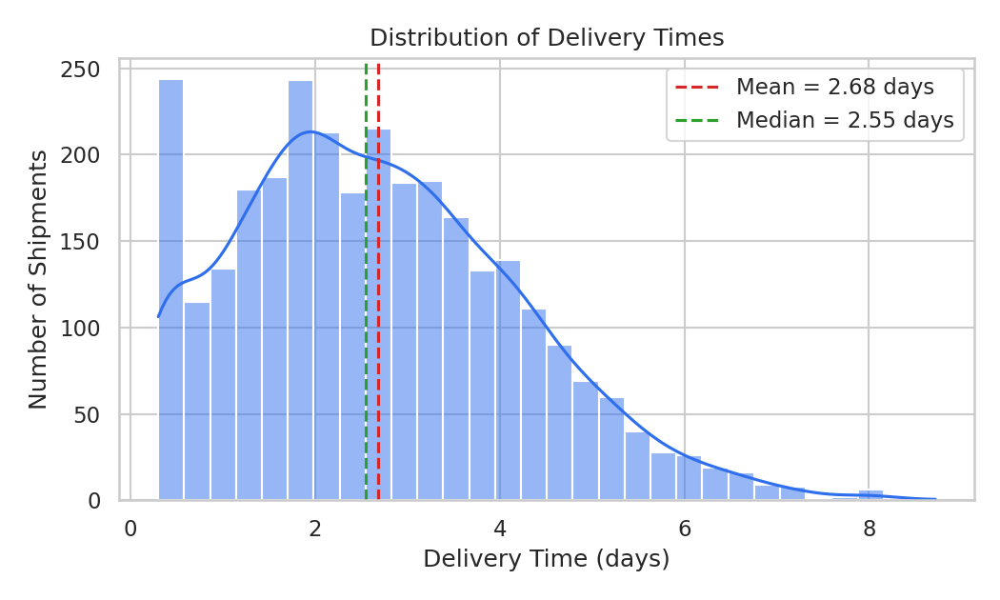 Distribution of Delivery Times
250
200
150
100
50
0
Number of Shipments
Mean = 2.68 days
Median = 2.55 days
0 2 4 6 8
Delivery Time (days)